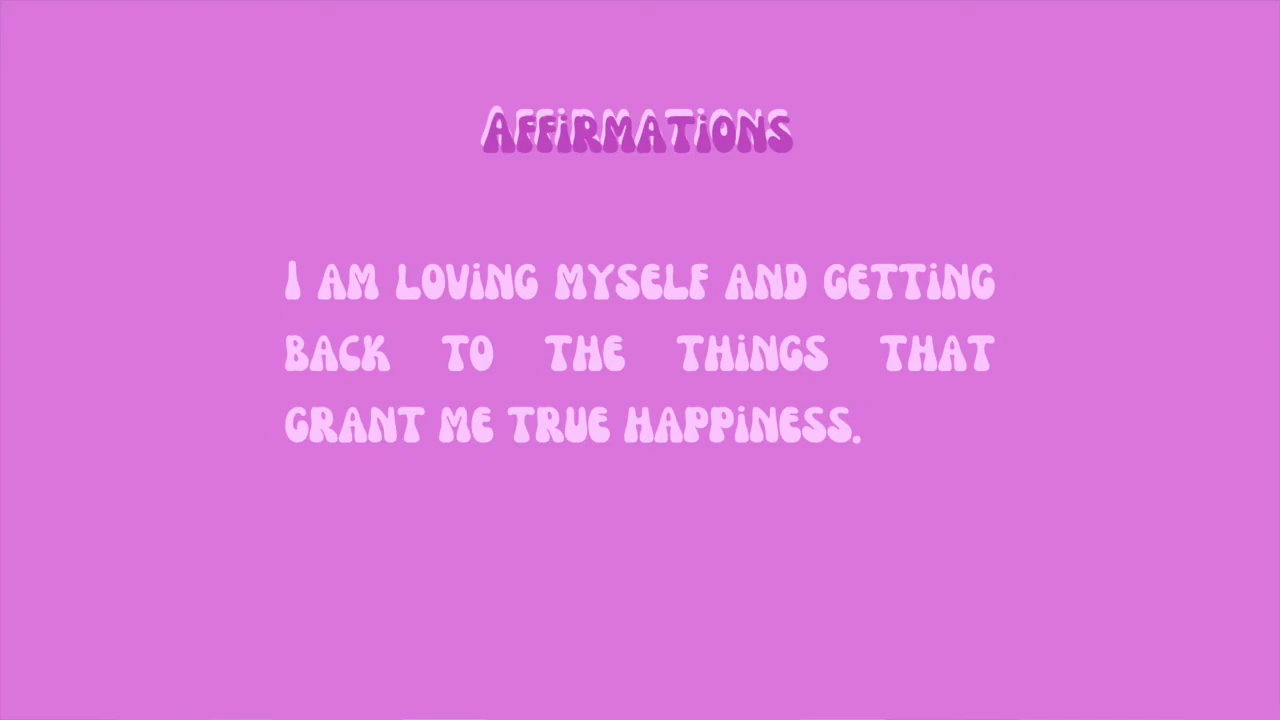 Affirmations
I am loving myself and getting
back to the things that
grant me true happiness.